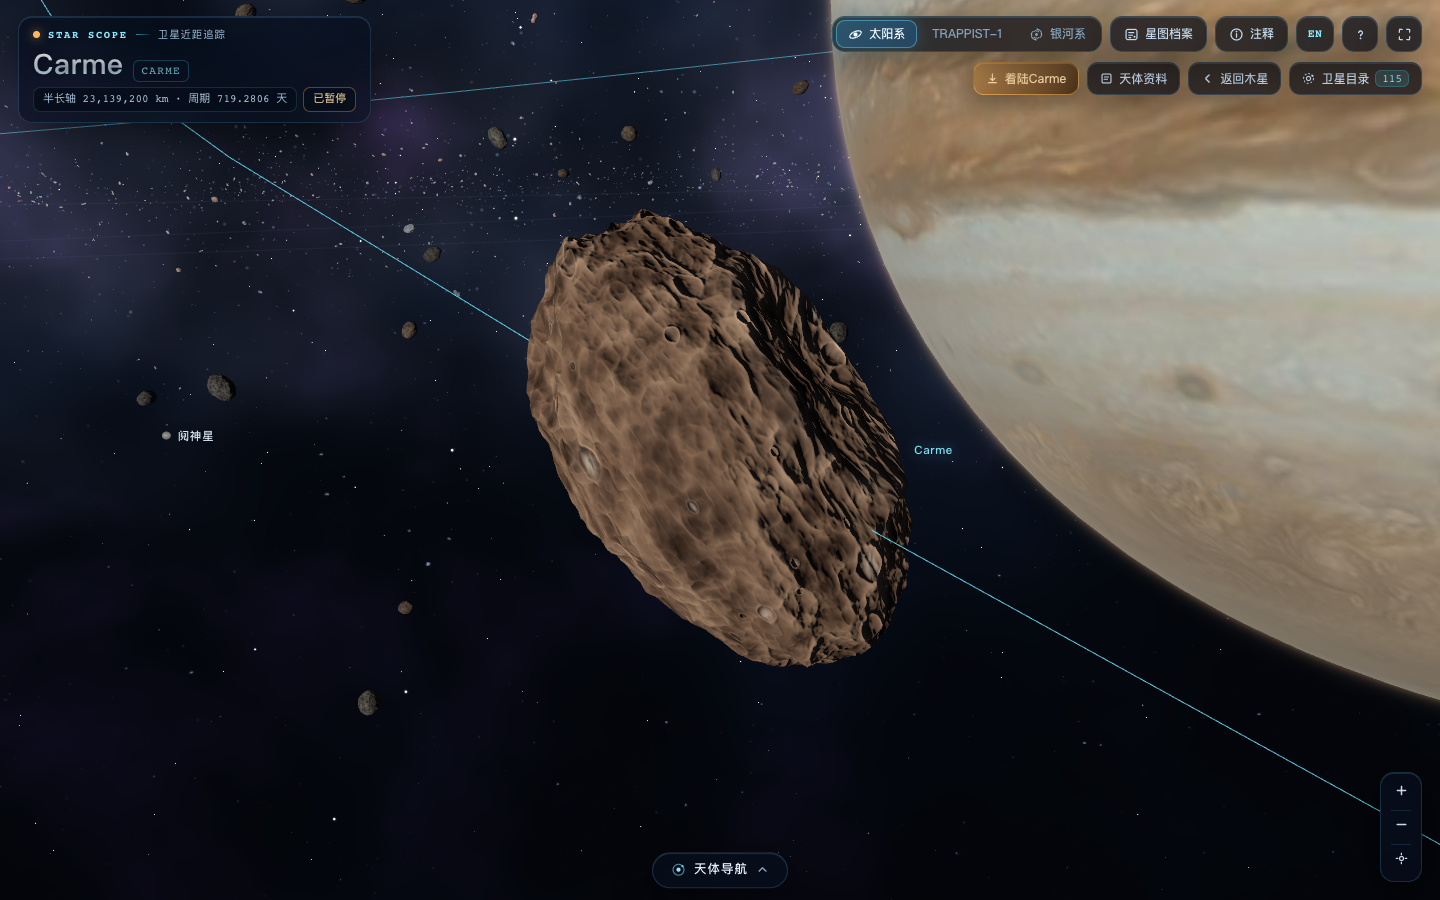 STAR SCOPE — 卫星近距追踪
Carme CARME
半长轴 23,139,200 km · 周期 719.2806 天 已暂停
太阳系 TRAPPIST-1 银河系 星图档案 注释 EN ?
着陆Carme 天体资料 返回木星 卫星目录 115
阋神星
Carme
+
−
天体导航